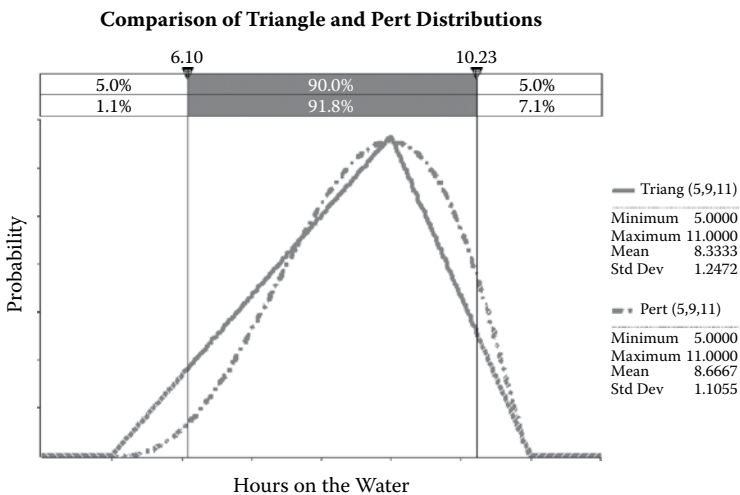 Comparison of Triangle and Pert Distributions
6.10 10.23
5.0% 90.0% 5.0%
1.1% 91.8% 7.1%
Probability
Hours on the Water
Triang (5,9,11)
Minimum 5.0000
Maximum 11.0000
Mean 8.3333
Std Dev 1.2472
Pert (5,9,11)
Minimum 5.0000
Maximum 11.0000
Mean 8.6667
Std Dev 1.1055